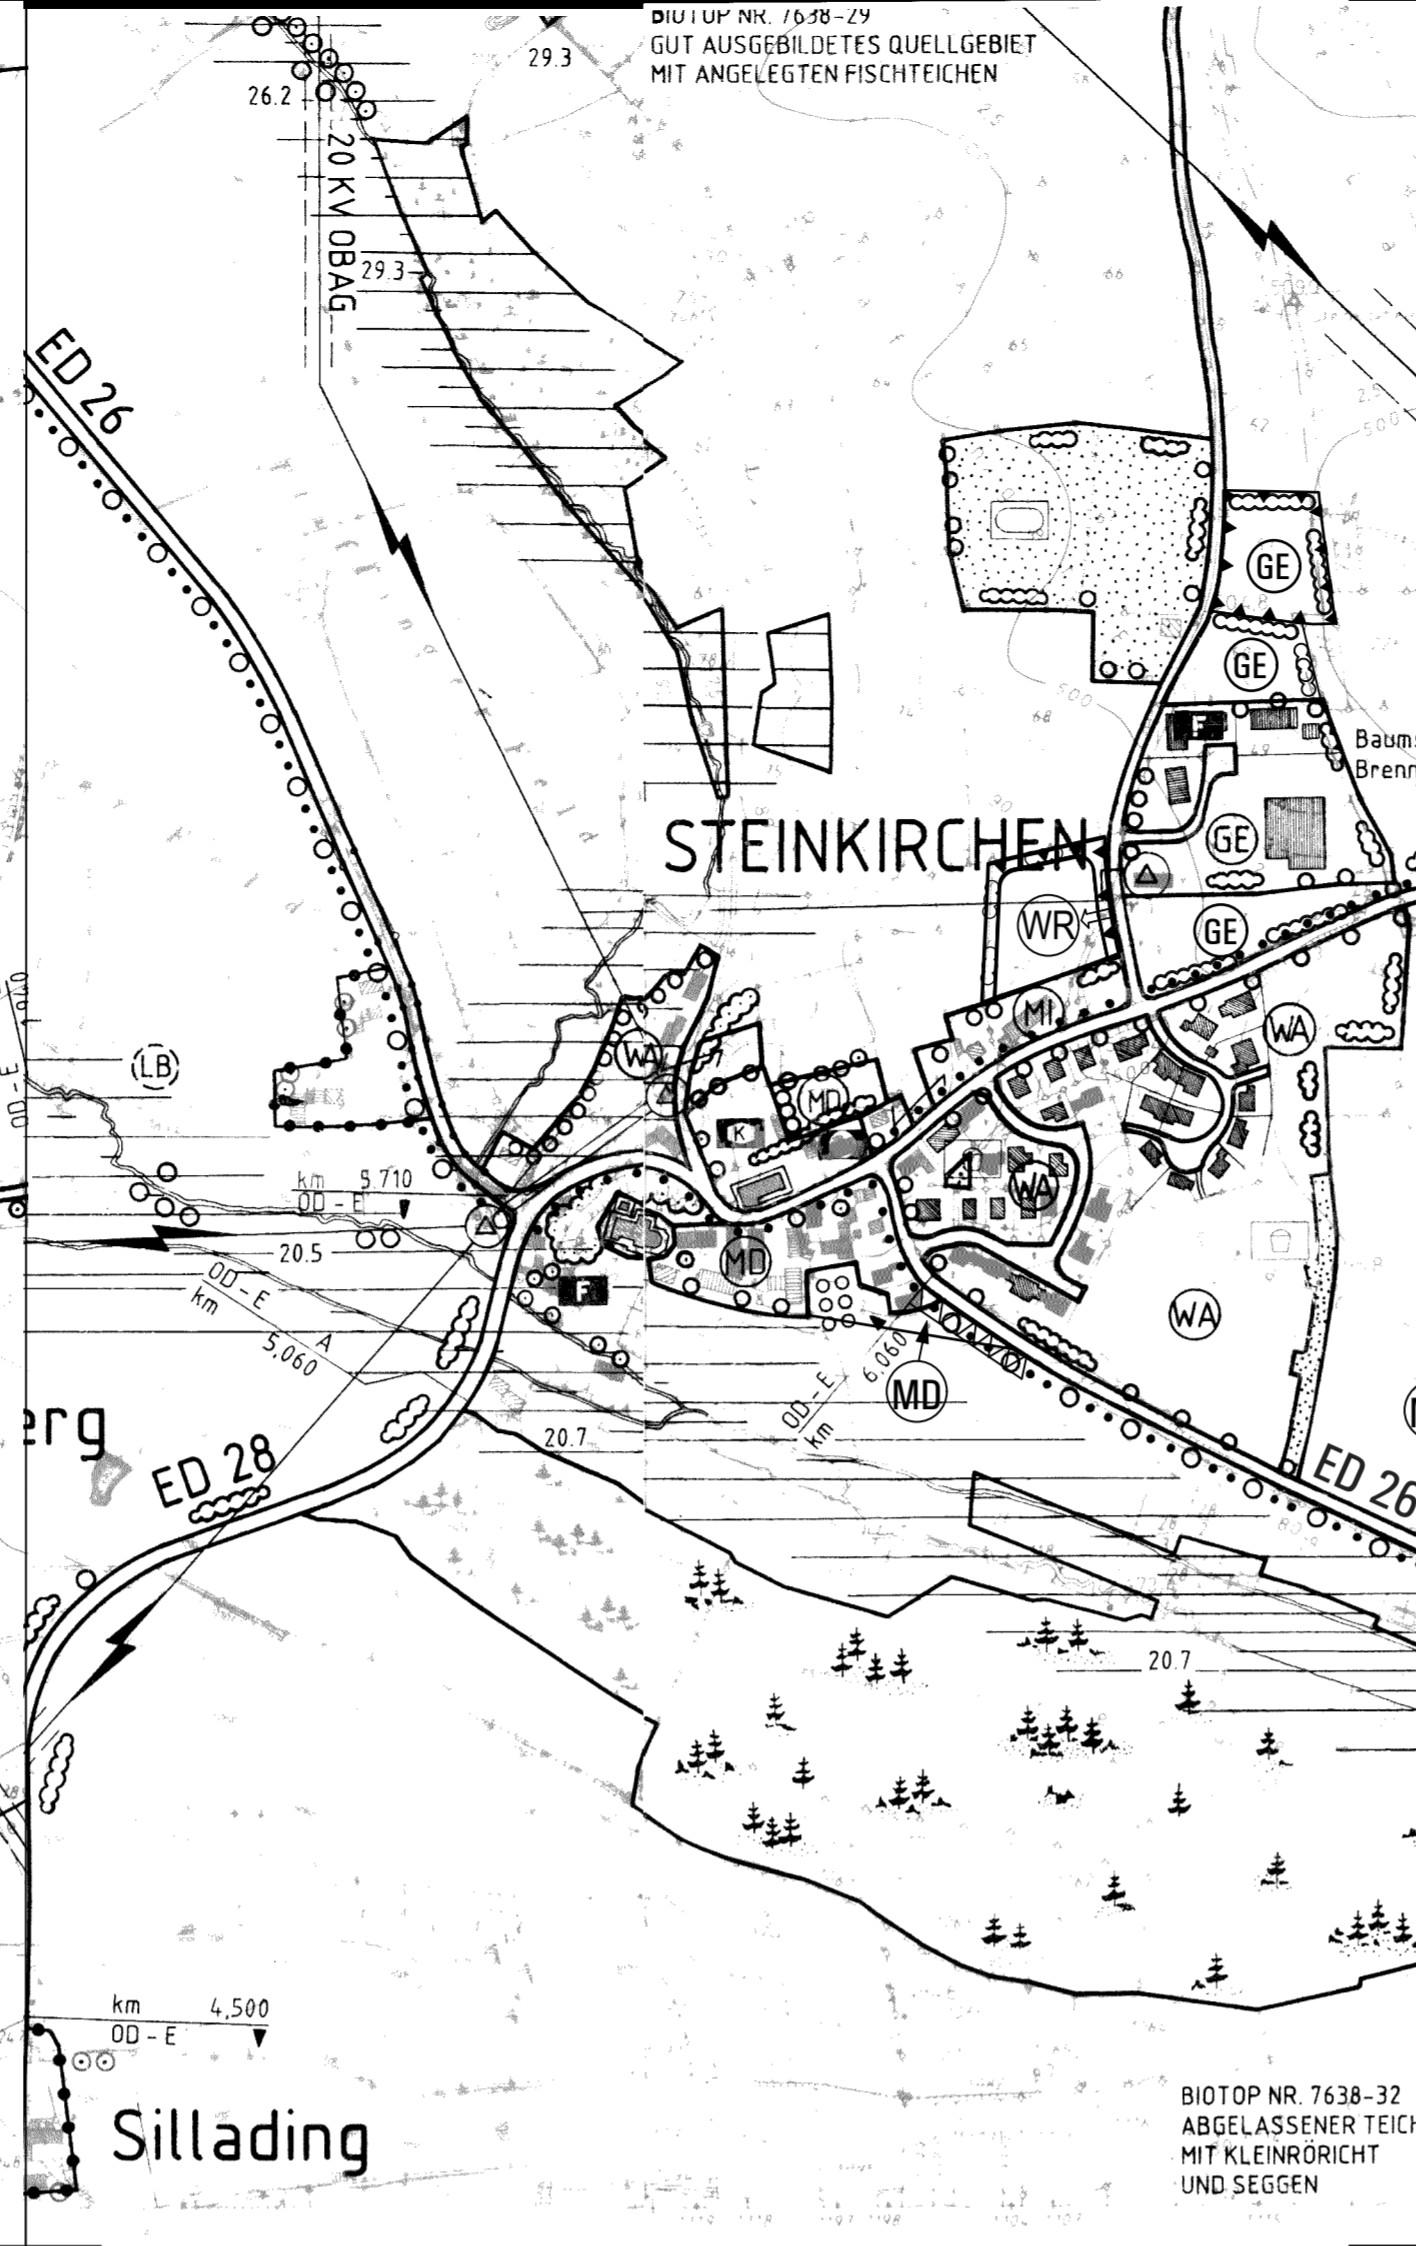 BIOTOP NR. 7638-29
GUT AUSGEBILDETES QUELLGEBIET
MIT ANGELEGTEN FISCHTEICHEN
29.3
26.2
20 KV OBAG
29.3
ED 26
GE
GE
F
Baums
Brenn
STEINKIRCHEN
GE
WR
GE
MI
WA
WA
LB
MD
K
WA
km 5.710
OD - E
20.5
MD
F
WA
OD - E A
km 5,060
OD - E
km 6,060
MD
erg
20.7
ED 28
ED 26
20.7
km 4,500
OD - E
Sillading
BIOTOP NR. 7638-32
ABGELASSENER TEICH
MIT KLEINRÖRICHT
UND SEGGEN